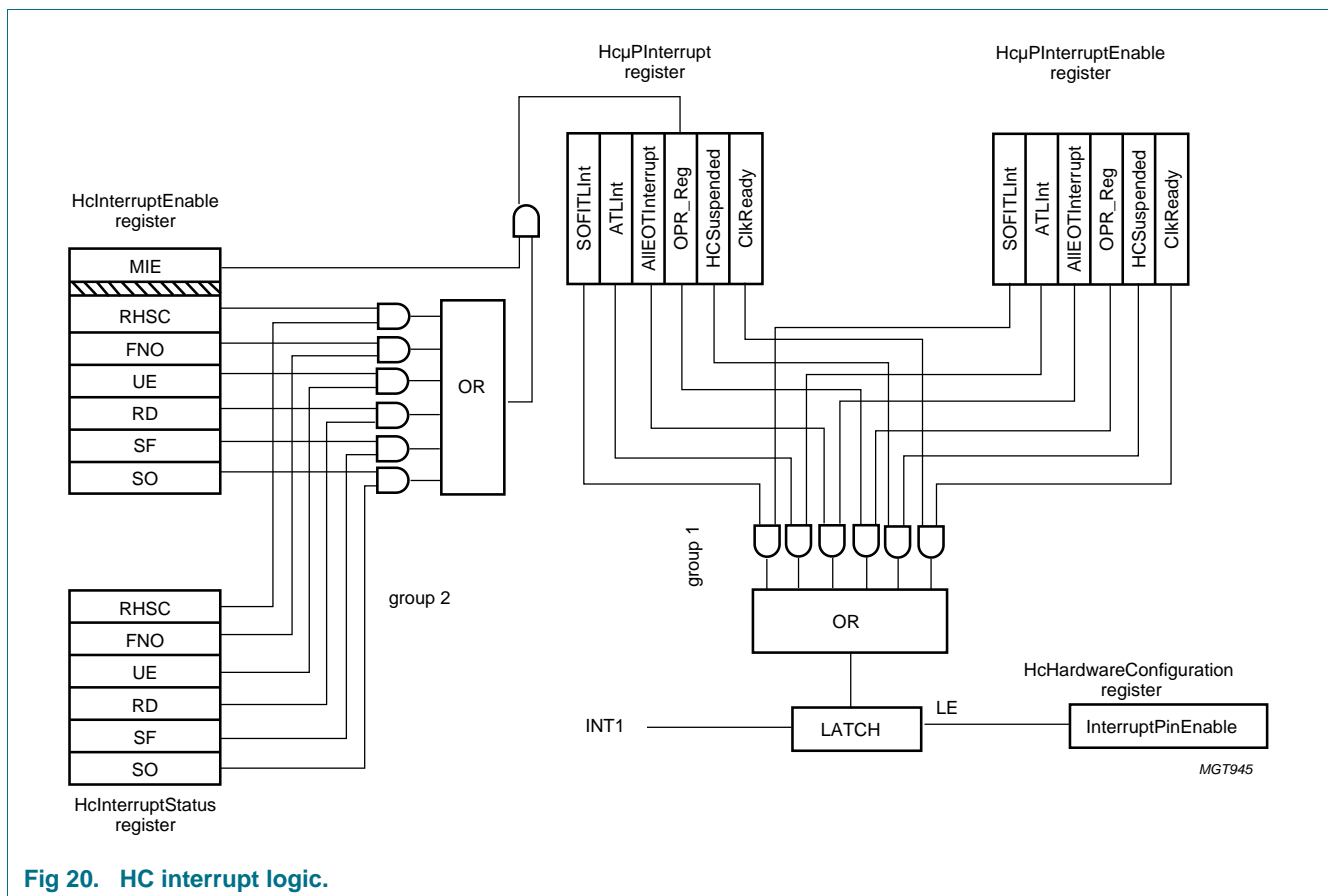 HcµPInterrupt
register
HcµPInterruptEnable
register
SOFITLInt
ATLInt
AllEOTInterrupt
OPR_Reg
HCSuspended
ClkReady
SOFITLInt
ATLInt
AllEOTInterrupt
OPR_Reg
HCSuspended
ClkReady
HcInterruptEnable
register
MIE
RHSC
FNO
UE
RD
SF
SO
OR
group 2
RHSC
FNO
UE
RD
SF
SO
HcInterruptStatus
register
group 1
OR
HcHardwareConfiguration
register
INT1
LATCH
LE
InterruptPinEnable
MGT945
Fig 20. HC interrupt logic.